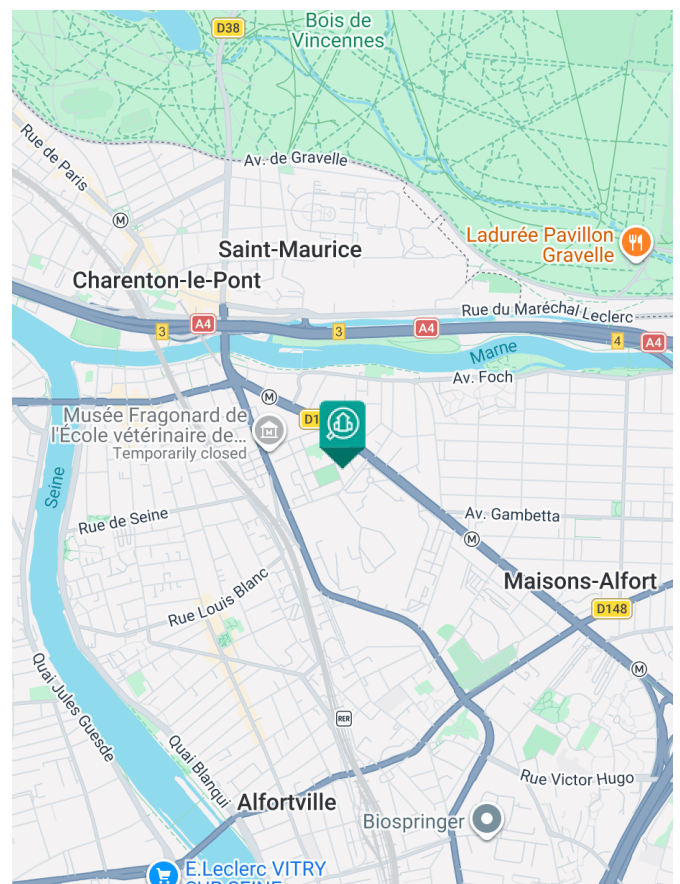 D38
Bois de
Vincennes
Rue de Paris
Av. de Gravelle
M
Saint-Maurice
Ladurée Pavillon
Gravelle
Charenton-le-Pont
Rue du Maréchal Leclerc
3
A4
3
A4
4
A4
Marne
Av. Foch
M
Musée Fragonard de
l'École vétérinaire de...
Temporarily closed
Seine
Rue de Seine
Av. Gambetta
M
Maisons-Alfort
D148
Rue Louis Blanc
M
Quai Jules Guesde
RER
Quai Blanqui
Rue Victor Hugo
Alfortville
Biospringer
E.Leclerc VITRY
SUR SEINE